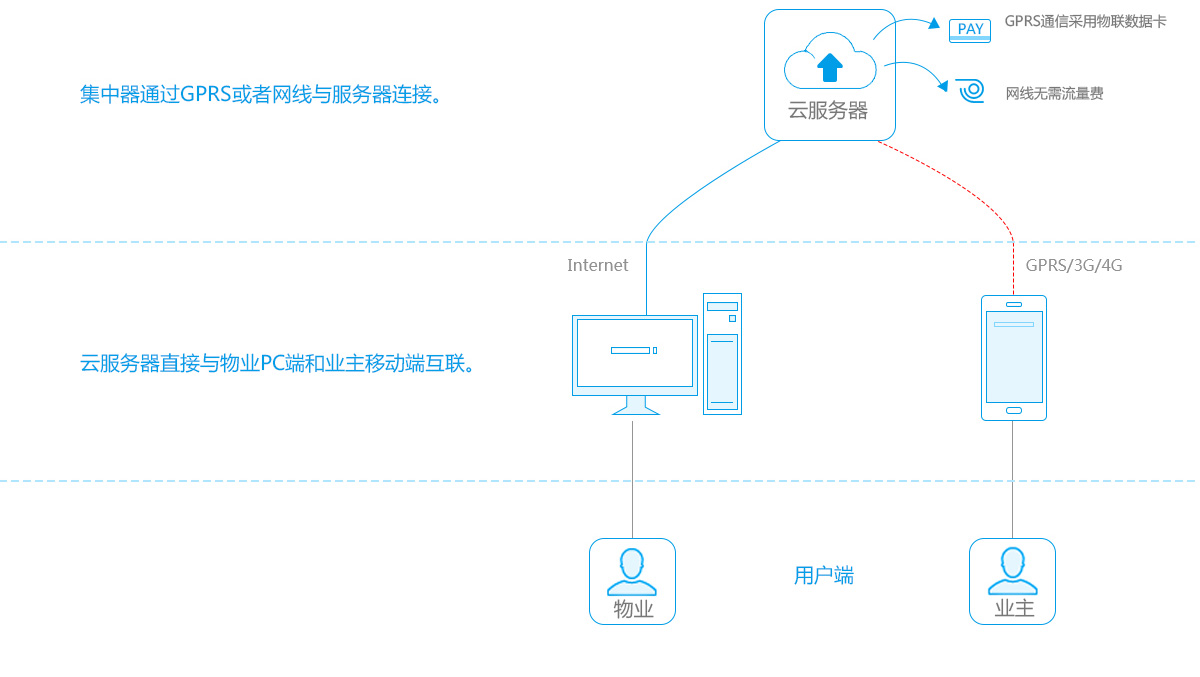 GPRS通信采用物联数据卡
PAY
集中器通过GPRS或者网线与服务器连接。
网线无需流量费
云服务器
Internet
GPRS/3G/4G
云服务器直接与物业PC端和业主移动端互联。
用户端
物业
业主